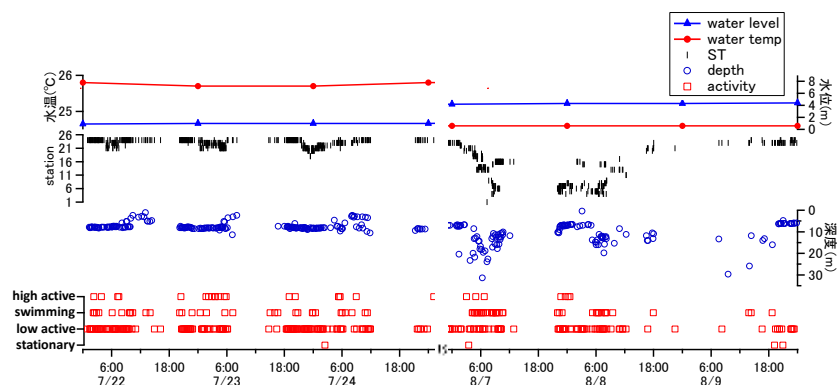 water level
water temp
ST
depth
activity
水温(℃)
26
25
水位(m)
8
6
4
2
0
station
26
21
16
11
6
1
深度(m)
0
10
20
30
high active
swimming
low active
stationary
6:00 18:00 6:00 18:00 6:00 18:00 6:00 18:00 6:00 18:00 6:00 18:00
7/22 7/23 7/24 8/7 8/8 8/9